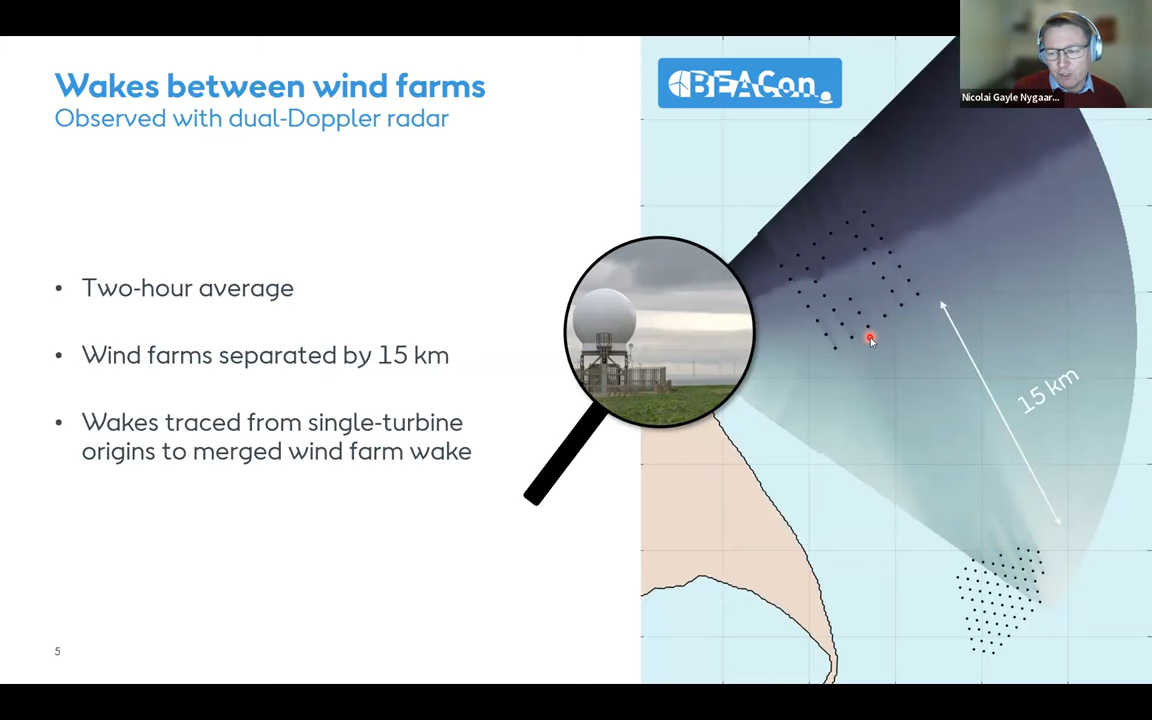 Wakes between wind farms
Observed with dual-Doppler radar
BEACon
Nicolai Gayle Nygaar...
• Two-hour average
• Wind farms separated by 15 km
• Wakes traced from single-turbine
origins to merged wind farm wake
15 km
5